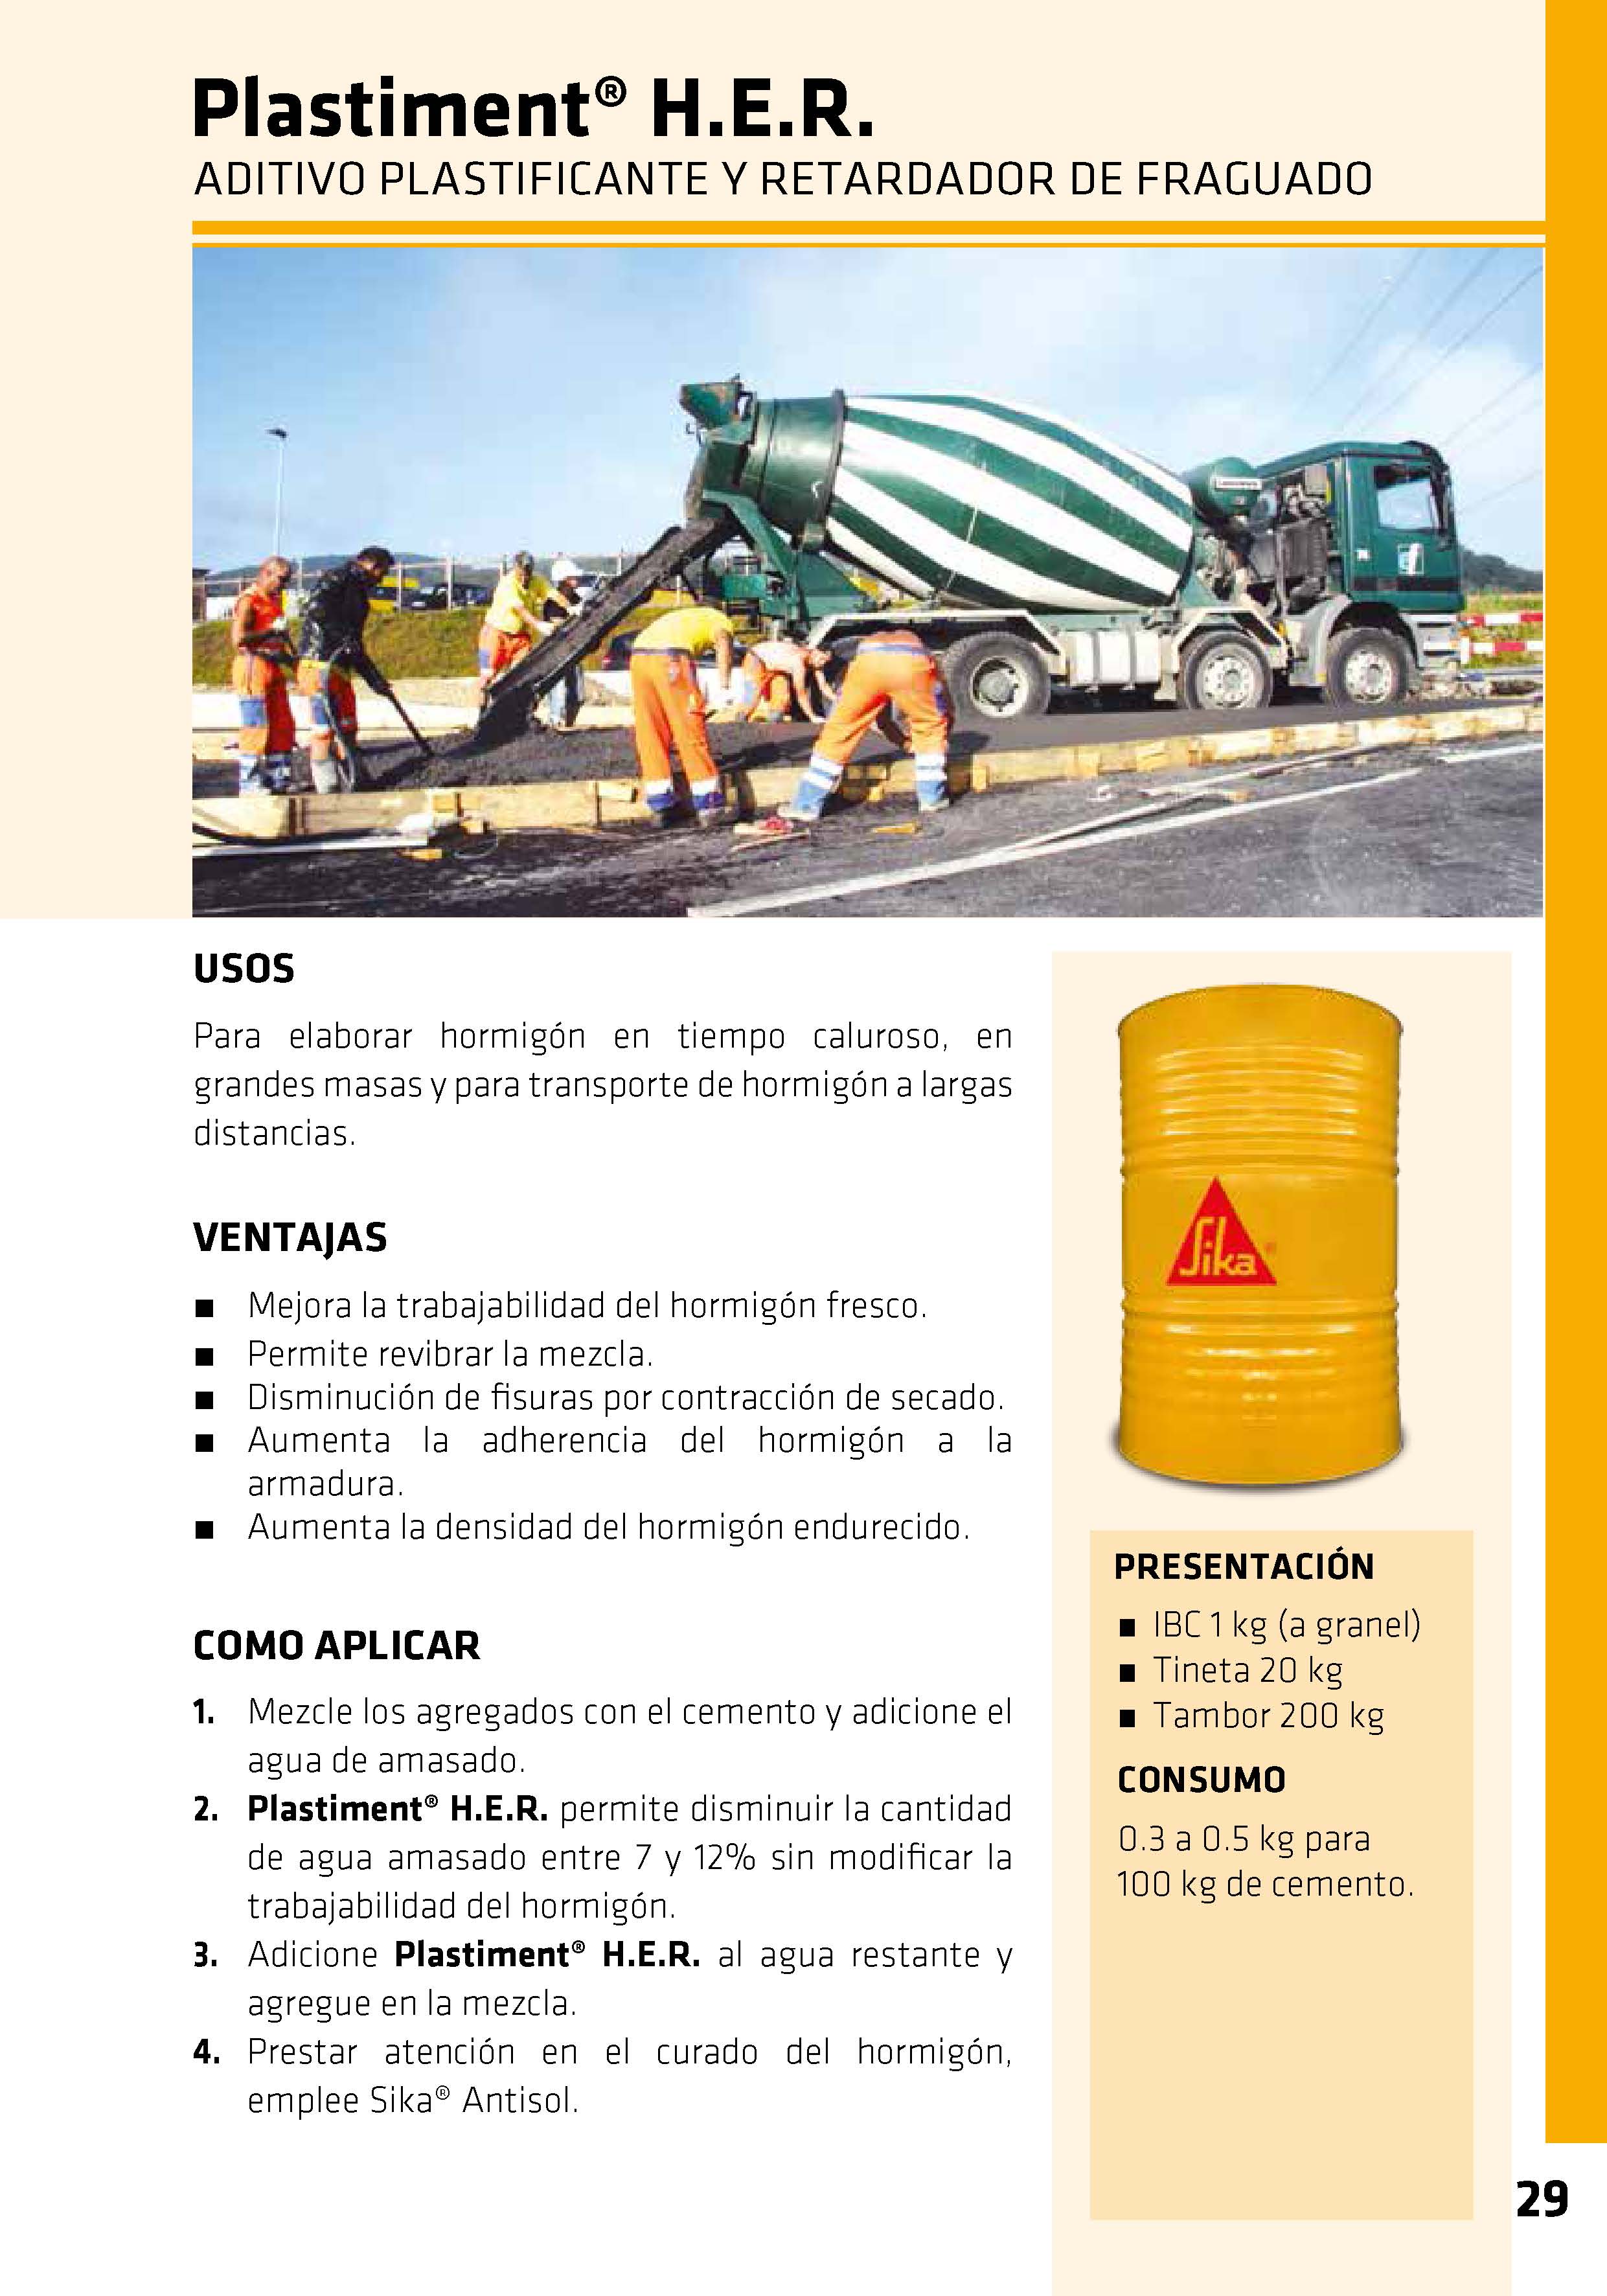 Plastiment® H.E.R.
ADITIVO PLASTIFICANTE Y RETARDADOR DE FRAGUADO
USOS
Para elaborar hormigón en tiempo caluroso, en
grandes masas y para transporte de hormigón a largas
distancias.
VENTAJAS
■ Mejora la trabajabilidad del hormigón fresco.
■ Permite revibrar la mezcla.
■ Disminución de fisuras por contracción de secado.
■ Aumenta la adherencia del hormigón a la
armadura.
■ Aumenta la densidad del hormigón endurecido.
COMO APLICAR
1. Mezcle los agregados con el cemento y adicione el
agua de amasado.
2. Plastiment® H.E.R. permite disminuir la cantidad
de agua amasado entre 7 y 12% sin modificar la
trabajabilidad del hormigón.
3. Adicione Plastiment® H.E.R. al agua restante y
agregue en la mezcla.
4. Prestar atención en el curado del hormigón,
emplee Sika® Antisol.
Sika®
PRESENTACIÓN
■ IBC 1 kg (a granel)
■ Tineta 20 kg
■ Tambor 200 kg
CONSUMO
0.3 a 0.5 kg para
100 kg de cemento.
29